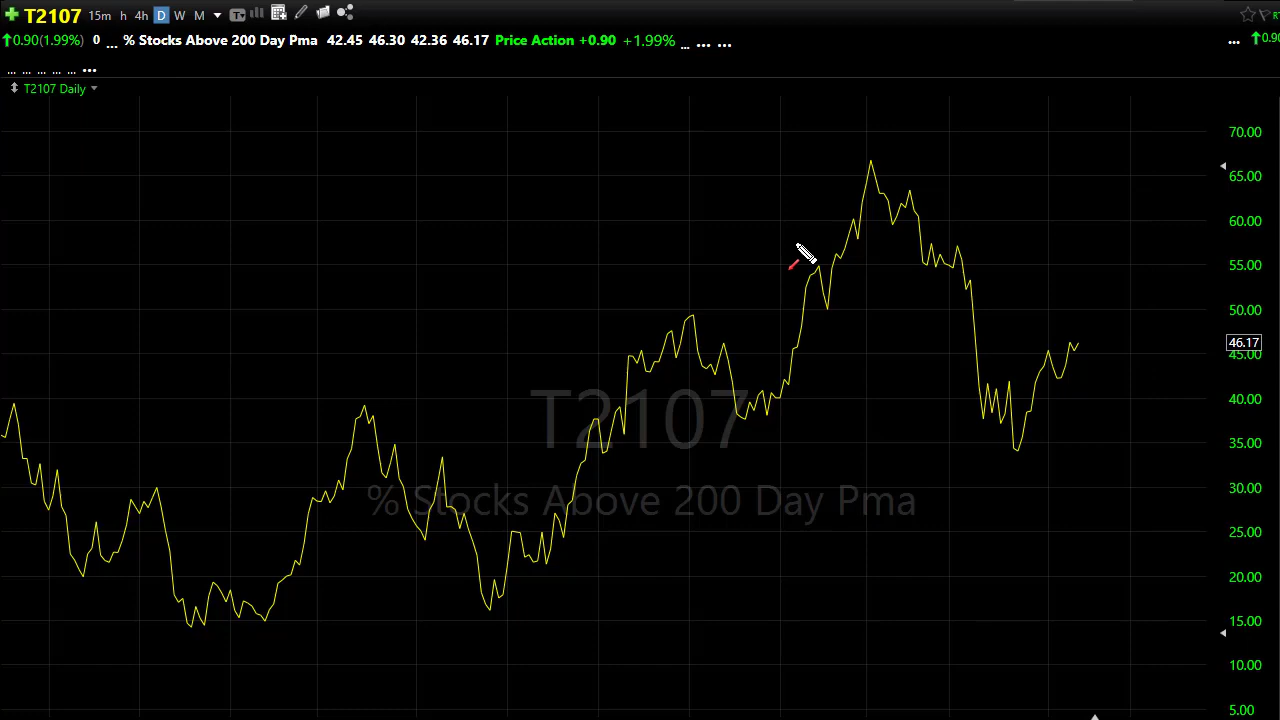 T2107 15m h 4h D W M T
0.90(1.99%) 0 ... % Stocks Above 200 Day Pma 42.45 46.30 42.36 46.17 Price Action +0.90 +1.99% ... ... ... ... 0.90
... ... ... ... ... ...
T2107 Daily
70.00
65.00
60.00
55.00
50.00
46.17
45.00
40.00
35.00
30.00
25.00
20.00
15.00
10.00
5.00
T2107
% Stocks Above 200 Day Pma